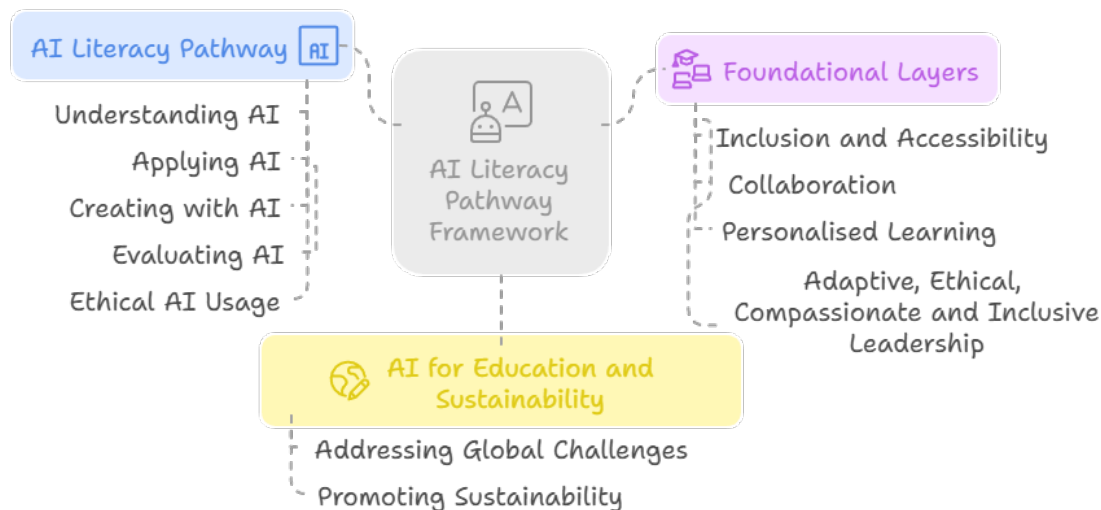 AI Literacy Pathway
AI
Understanding AI
Applying AI
Creating with AI
Evaluating AI
Ethical AI Usage
A
AI Literacy
Pathway
Framework
Foundational Layers
Inclusion and Accessibility
Collaboration
Personalised Learning
Adaptive, Ethical,
Compassionate and Inclusive
Leadership
AI for Education and
Sustainability
Addressing Global Challenges
Promoting Sustainability